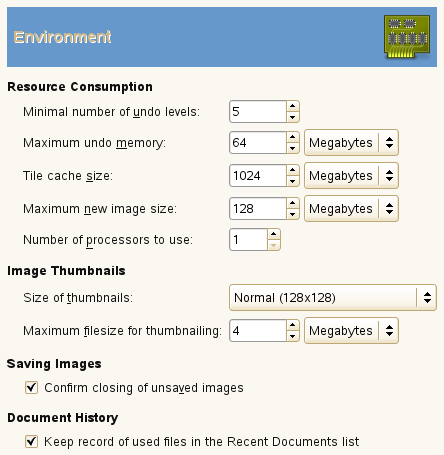 Environment
Resource Consumption
Minimal number of undo levels: 5
Maximum undo memory: 64 Megabytes
Tile cache size: 1024 Megabytes
Maximum new image size: 128 Megabytes
Number of processors to use: 1
Image Thumbnails
Size of thumbnails: Normal (128x128)
Maximum filesize for thumbnailing: 4 Megabytes
Saving Images
Confirm closing of unsaved images
Document History
Keep record of used files in the Recent Documents list